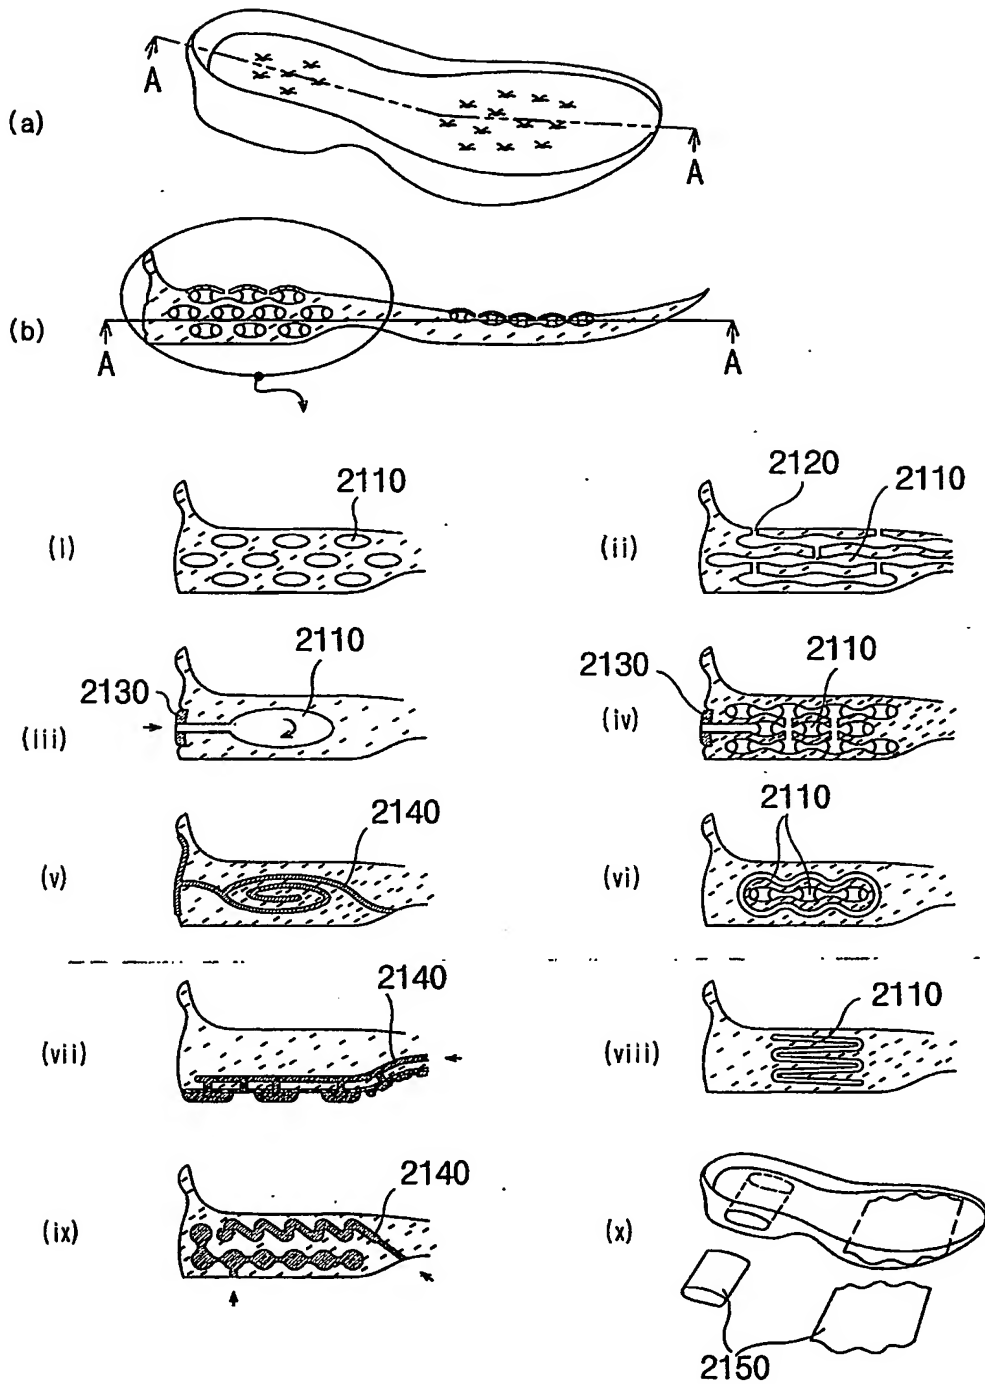 (a)
A
A
(b)
A
A
(i) 2110
(ii) 2120 2110
(iii) 2130 2110
(iv) 2130 2110
(v) 2140
(vi) 2110
(vii) 2140
(viii) 2110
(ix) 2140
(x)
2150